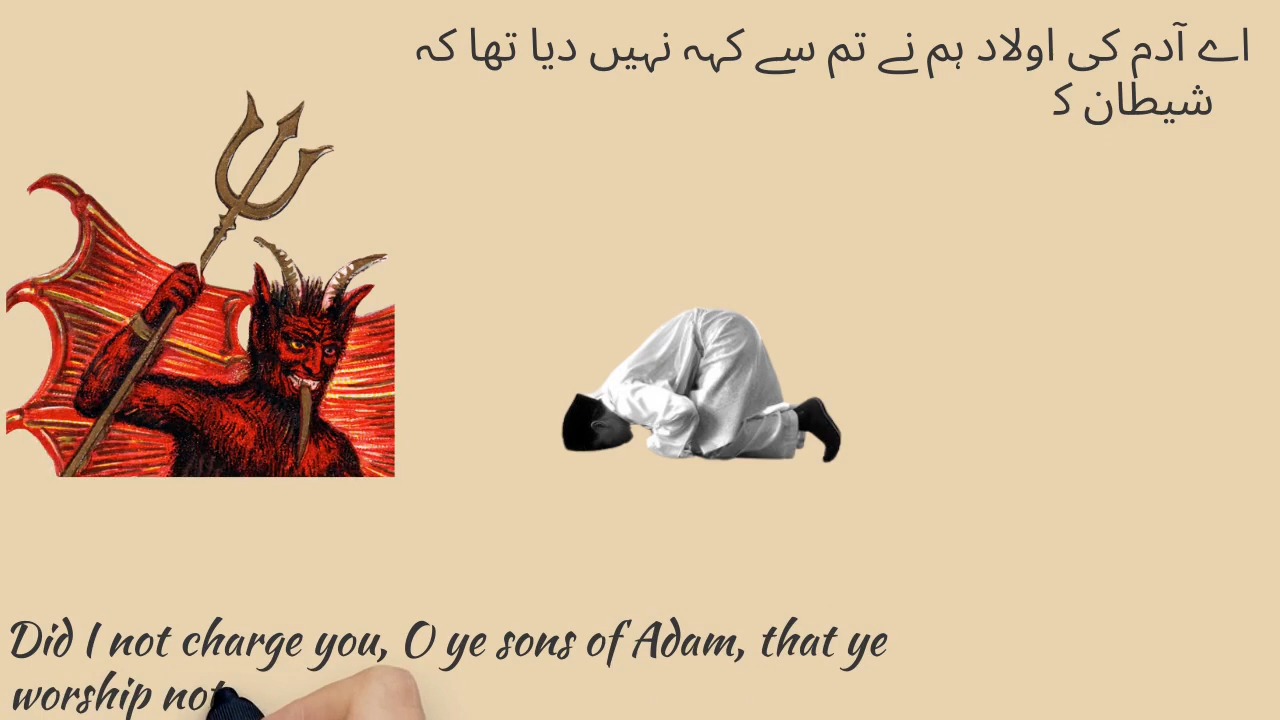 اے آدم کی اولاد ہم نے تم سے کہہ نہیں دیا تھا کہ
شیطان ک
Did I not charge you, O ye sons of Adam, that ye
worship not